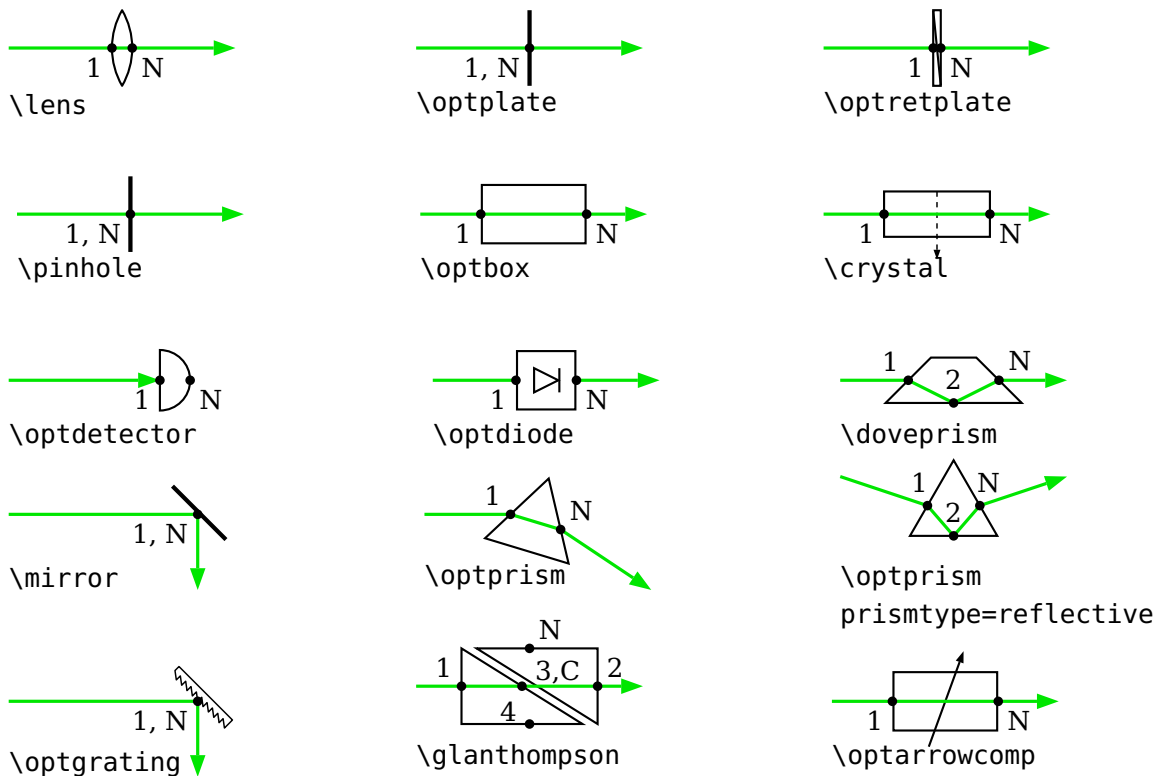 1 N
\lens
1, N
\optplate
1 N
\optretplate
1, N
\pinhole
1 N
\optbox
1 N
\crystal
1 N
\optdetector
1 N
\optdiode
1 2 N
\doveprism
1, N
\mirror
1 N
\optprism
1 2 N
\optprism
prismtype=reflective
1, N
\optgrating
N
1 3,C 2
4
\glanthompson
1 N
\optarrowcomp